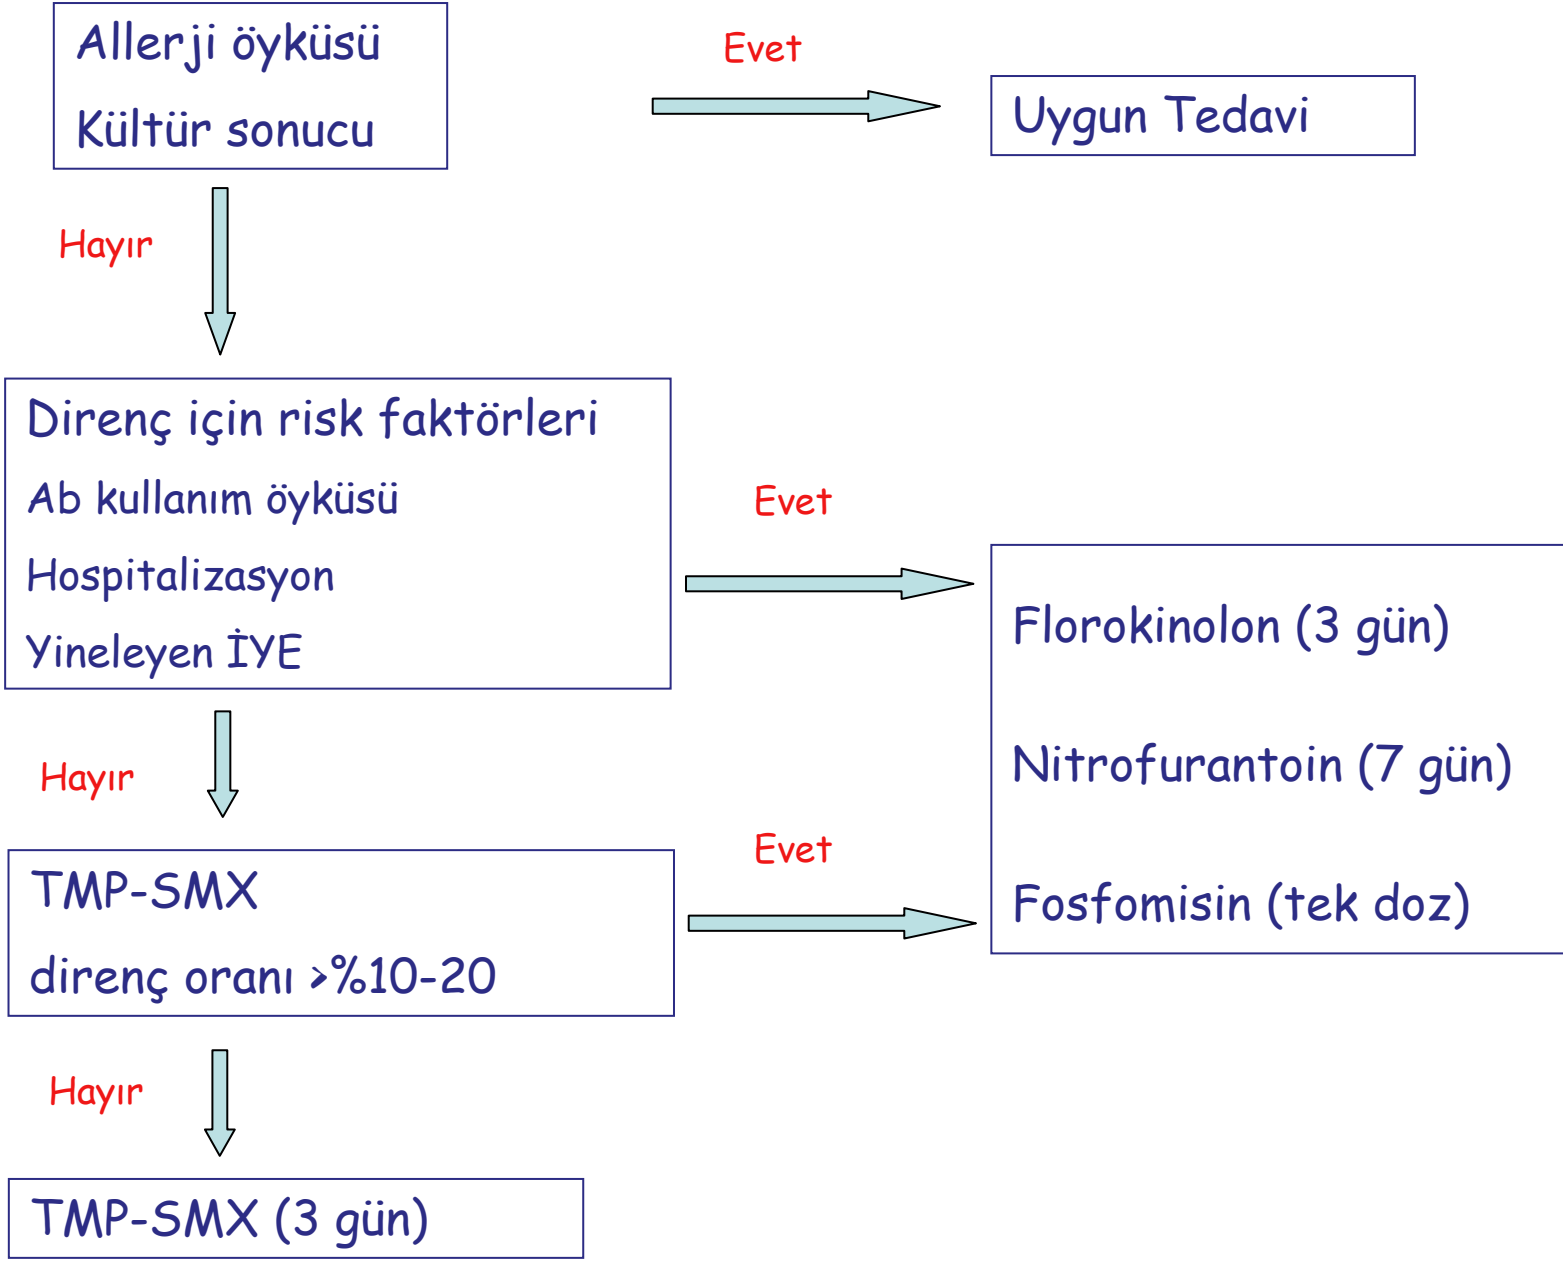 Allerji öyküsü
Kültür sonucu
Evet
Uygun Tedavi
Hayır
Direnç için risk faktörleri
Ab kullanım öyküsü
Hospitalizasyon
Yineleyen İYE
Evet
Florokinolon (3 gün)
Nitrofurantoin (7 gün)
Fosfomisin (tek doz)
Hayır
TMP-SMX
direnç oranı >%10-20
Evet
Hayır
TMP-SMX (3 gün)